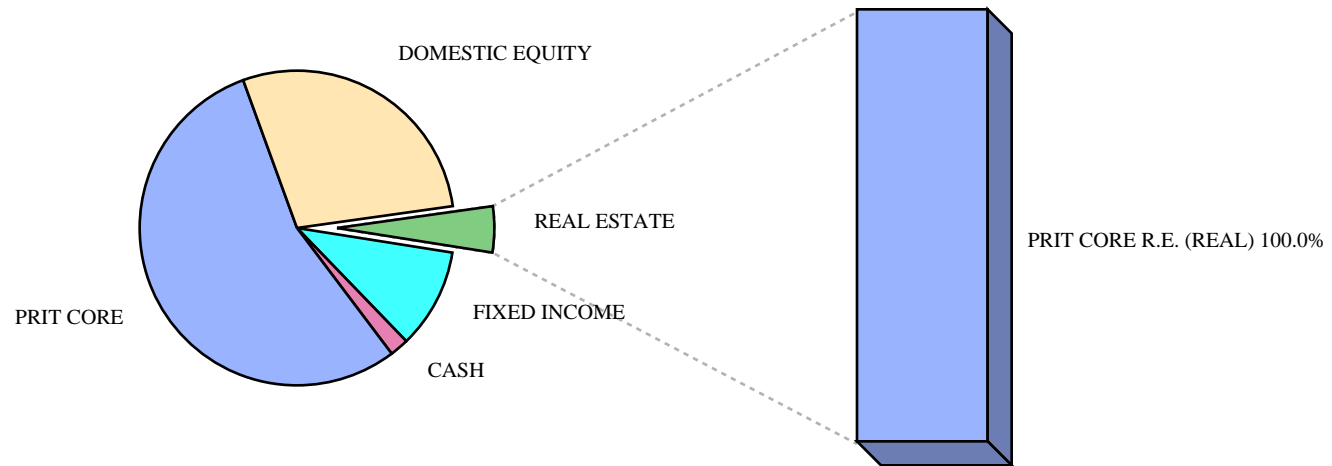 DOMESTIC EQUITY
REAL ESTATE
PRIT CORE R.E. (REAL) 100.0%
PRIT CORE
FIXED INCOME
CASH